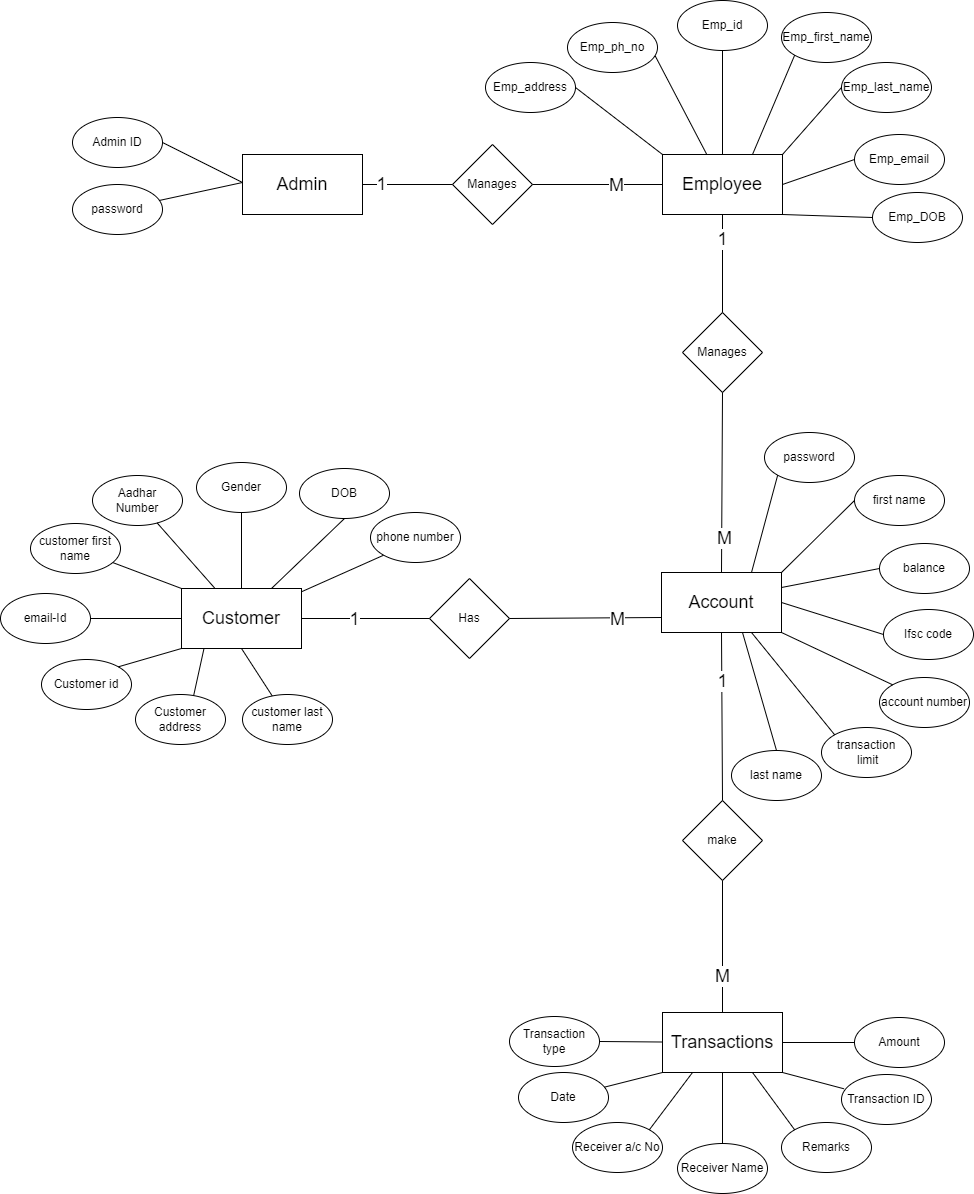 Emp_id
Emp_first_name
Emp_ph_no
Emp_address
Emp_last_name
Admin ID
Emp_email
password
Admin
1
Manages
M
Employee
Emp_DOB
1
Manages
password
Aadhar
Number
Gender
DOB
first name
customer first
name
phone number
M
balance
email-Id
Customer
1
Has
M
Account
Ifsc code
Customer id
Customer
address
customer last
name
1
account number
transaction
limit
last name
make
M
Transaction
type
Transactions
Amount
Date
Transaction ID
Receiver a/c No
Receiver Name
Remarks